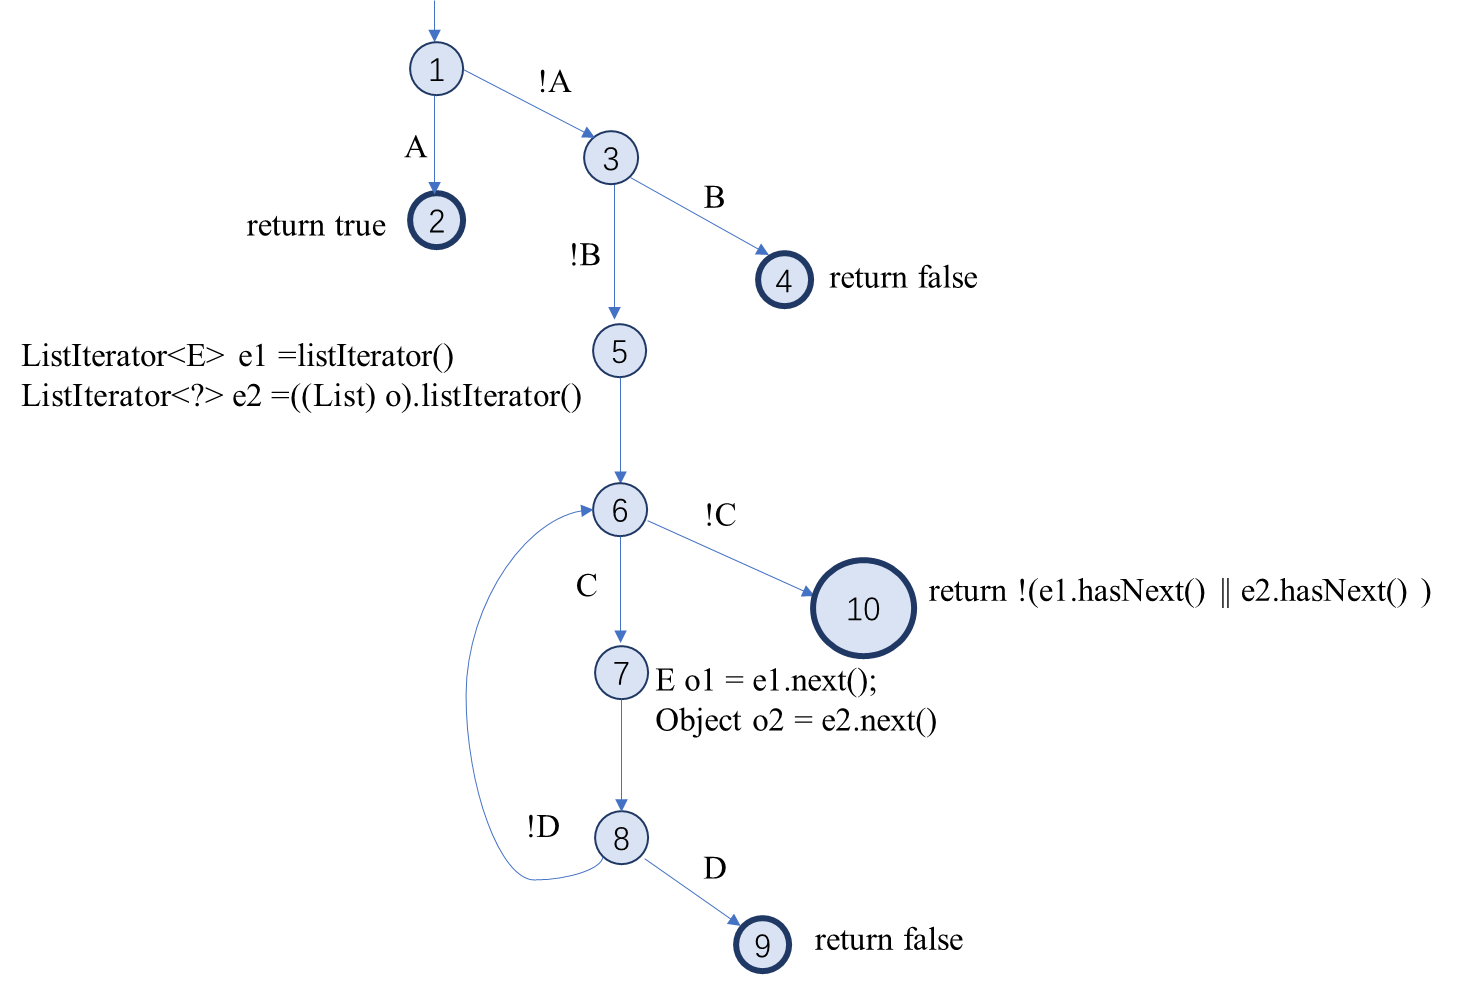 1
!A
A
3
2
return true
B
!B
4
return false
5
ListIterator<E> e1 =listIterator()
ListIterator<?> e2 =((List) o).listIterator()
6
!C
C
10
return !(e1.hasNext() || e2.hasNext() )
7
E o1 = e1.next();
Object o2 = e2.next()
!D
8
D
9
return false